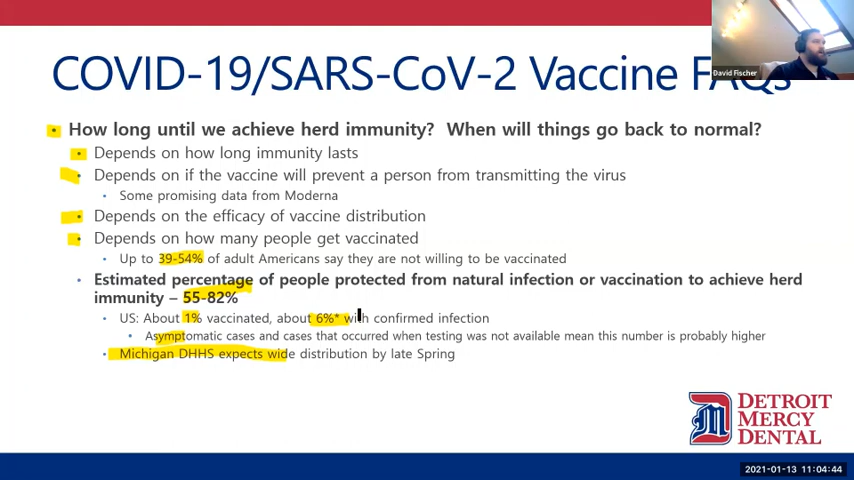 COVID-19/SARS-CoV-2 Vaccine FAQs
David Fischer
• How long until we achieve herd immunity? When will things go back to normal?
• Depends on how long immunity lasts
• Depends on if the vaccine will prevent a person from transmitting the virus
• Some promising data from Moderna
• Depends on the efficacy of vaccine distribution
• Depends on how many people get vaccinated
• Up to 39-54% of adult Americans say they are not willing to be vaccinated
• Estimated percentage of people protected from natural infection or vaccination to achieve herd
immunity – 55-82%
• US: About 1% vaccinated, about 6%* with confirmed infection
• Asymptomatic cases and cases that occurred when testing was not available mean this number is probably higher
• Michigan DHHS expects wide distribution by late Spring
DETROIT
MERCY
DENTAL
2021-01-13 11:04:44